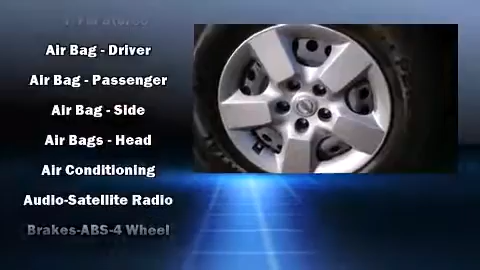 Air Bag - Driver
Air Bag - Passenger
Air Bag - Side
Air Bags - Head
Air Conditioning
Audio-Satellite Radio
Brakes-ABS-4 Wheel